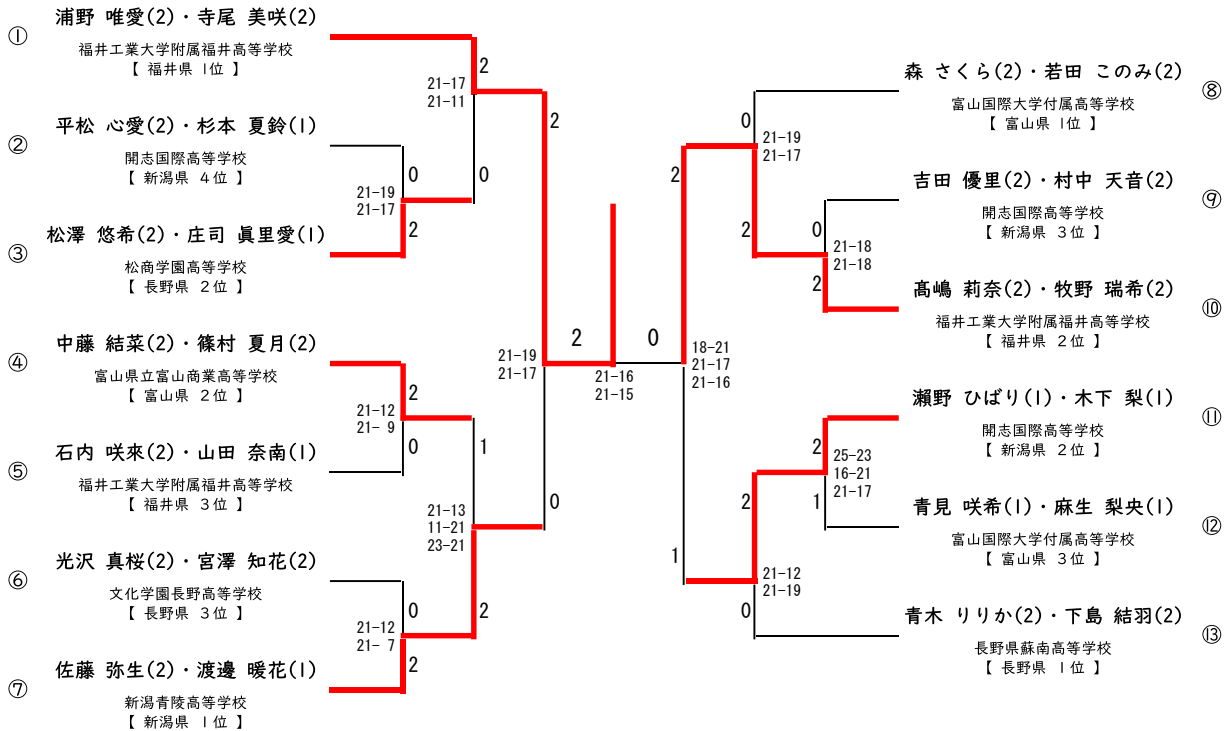 ①
浦野 唯愛(2)・寺尾 美咲(2)
福井工業大学附属福井高等学校
【 福井県 1位 】
②
平松 心愛(2)・杉本 夏鈴(1)
開志国際高等学校
【 新潟県 4位 】
③
松澤 悠希(2)・庄司 眞里愛(1)
松商学園高等学校
【 長野県 2位 】
④
中藤 結菜(2)・篠村 夏月(2)
富山県立富山商業高等学校
【 富山県 2位 】
⑤
石内 咲來(2)・山田 奈南(1)
福井工業大学附属福井高等学校
【 福井県 3位 】
⑥
光沢 真桜(2)・宮澤 知花(2)
文化学園長野高等学校
【 長野県 3位 】
⑦
佐藤 弥生(2)・渡邊 暖花(1)
新潟青陵高等学校
【 新潟県 1位 】
0
21-19
21-17
2
2
21-12
21- 9
0
0
21-12
21- 7
2
2
21-17
21-11
0
1
21-13
11-21
23-21
2
2
21-19
21-17
0
2
0
21-16
21-15
2
18-21
21-17
21-16
1
0
21-19
21-17
2
2
21-12
21-19
0
0
21-18
21-18
2
2
25-23
16-21
21-17
1
森 さくら(2)・若田 このみ(2)
富山国際大学付属高等学校
【 富山県 1位 】
⑧
吉田 優里(2)・村中 天音(2)
開志国際高等学校
【 新潟県 3位 】
⑨
髙嶋 莉奈(2)・牧野 瑞希(2)
福井工業大学附属福井高等学校
【 福井県 2位 】
⑩
瀬野 ひばり(1)・木下 梨(1)
開志国際高等学校
【 新潟県 2位 】
⑪
青見 咲希(1)・麻生 梨央(1)
富山国際大学付属高等学校
【 富山県 3位 】
⑫
青木 りりか(2)・下島 結羽(2)
長野県蘇南高等学校
【 長野県 1位 】
⑬